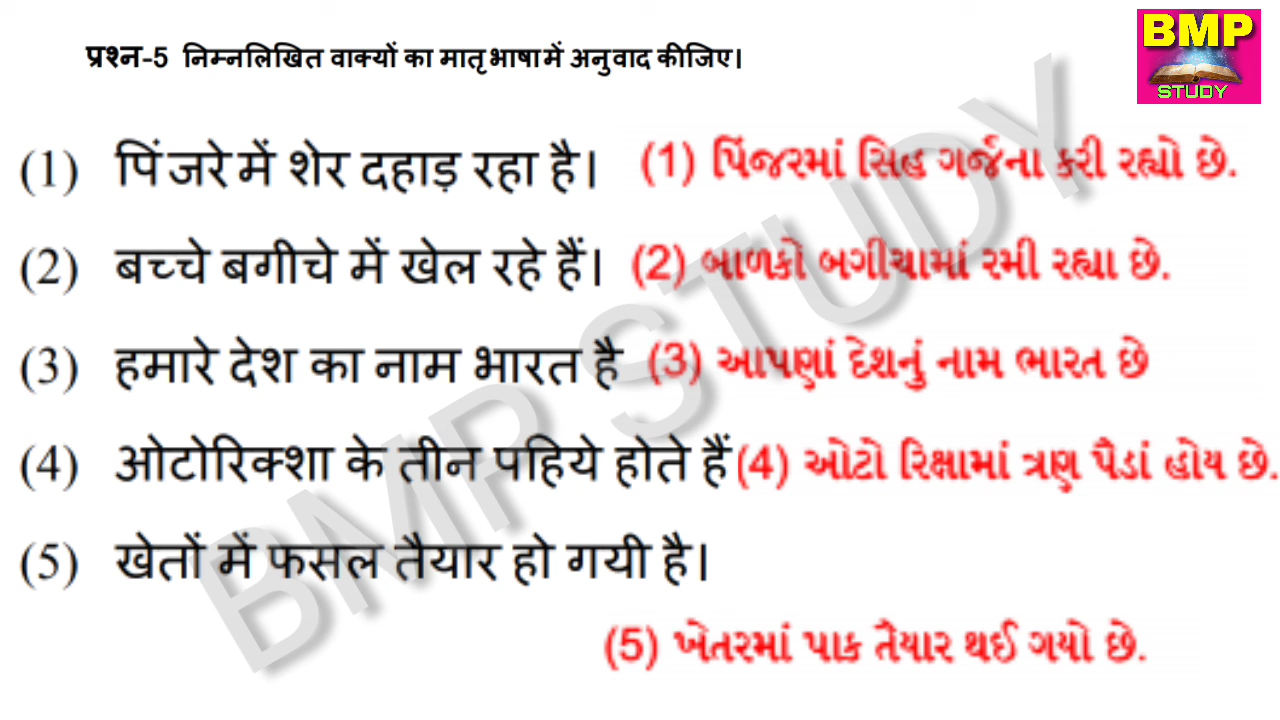 BMP
STUDY
प्रश्न-5 निम्नलिखित वाक्यों का मातृभाषा में अनुवाद कीजिए।
(1) पिंजरे में शेर दहाड़ रहा है। (1) પિંજરમાં સિહ ગર્જના કરી રહ્યો છે.
(2) बच्चे बगीचे में खेल रहे हैं। (2) બાળકો બગીચામાં રમી રહ્યા છે.
(3) हमारे देश का नाम भारत है (3) આપણાં દેશનું નામ ભારત છે
(4) ओटोरिक्शा के तीन पहिये होते हैं (4) ઓટો રિક્ષામાં ત્રણ પૈડાં હોય છે.
(5) खेतों में फसल तैयार हो गयी है।
(5) ખેતરમાં પાક તૈયાર થઈ ગયો છે.
BMP STUDY